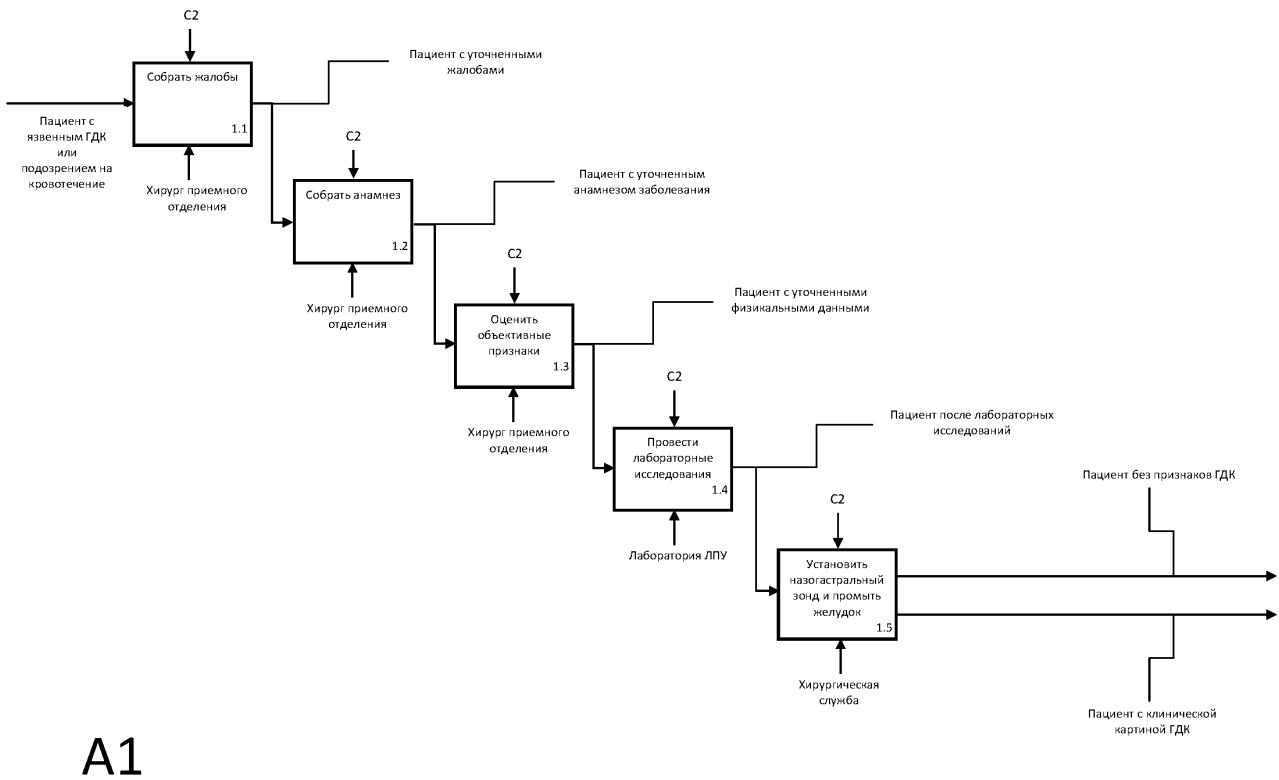 C2
Собрать жалобы
1.1
Пациент с уточненными
жалобами
Пациент с
язвенным ГДК
или
подозрением на
кровотечение
Хирург приемного
отделения
C2
Собрать анамнез
1.2
Пациент с уточненным
анамнезом заболевания
Хирург приемного
отделения
C2
Оценить
объективные
признаки
1.3
Пациент с уточненными
физикальными данными
Хирург приемного
отделения
C2
Провести
лабораторные
исследования
1.4
Пациент после лабораторных
исследований
Лаборатория ЛПУ
C2
Установить
назогастральный
зонд и промыть
желудок
1.5
Пациент без признаков ГДК
Хирургическая
служба
Пациент с клинической
картиной ГДК
A1